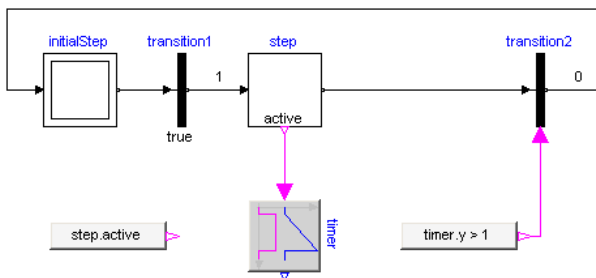 initialStep
transition1
step
transition2
1
0
active
true
timer
step.active
timer.y > 1